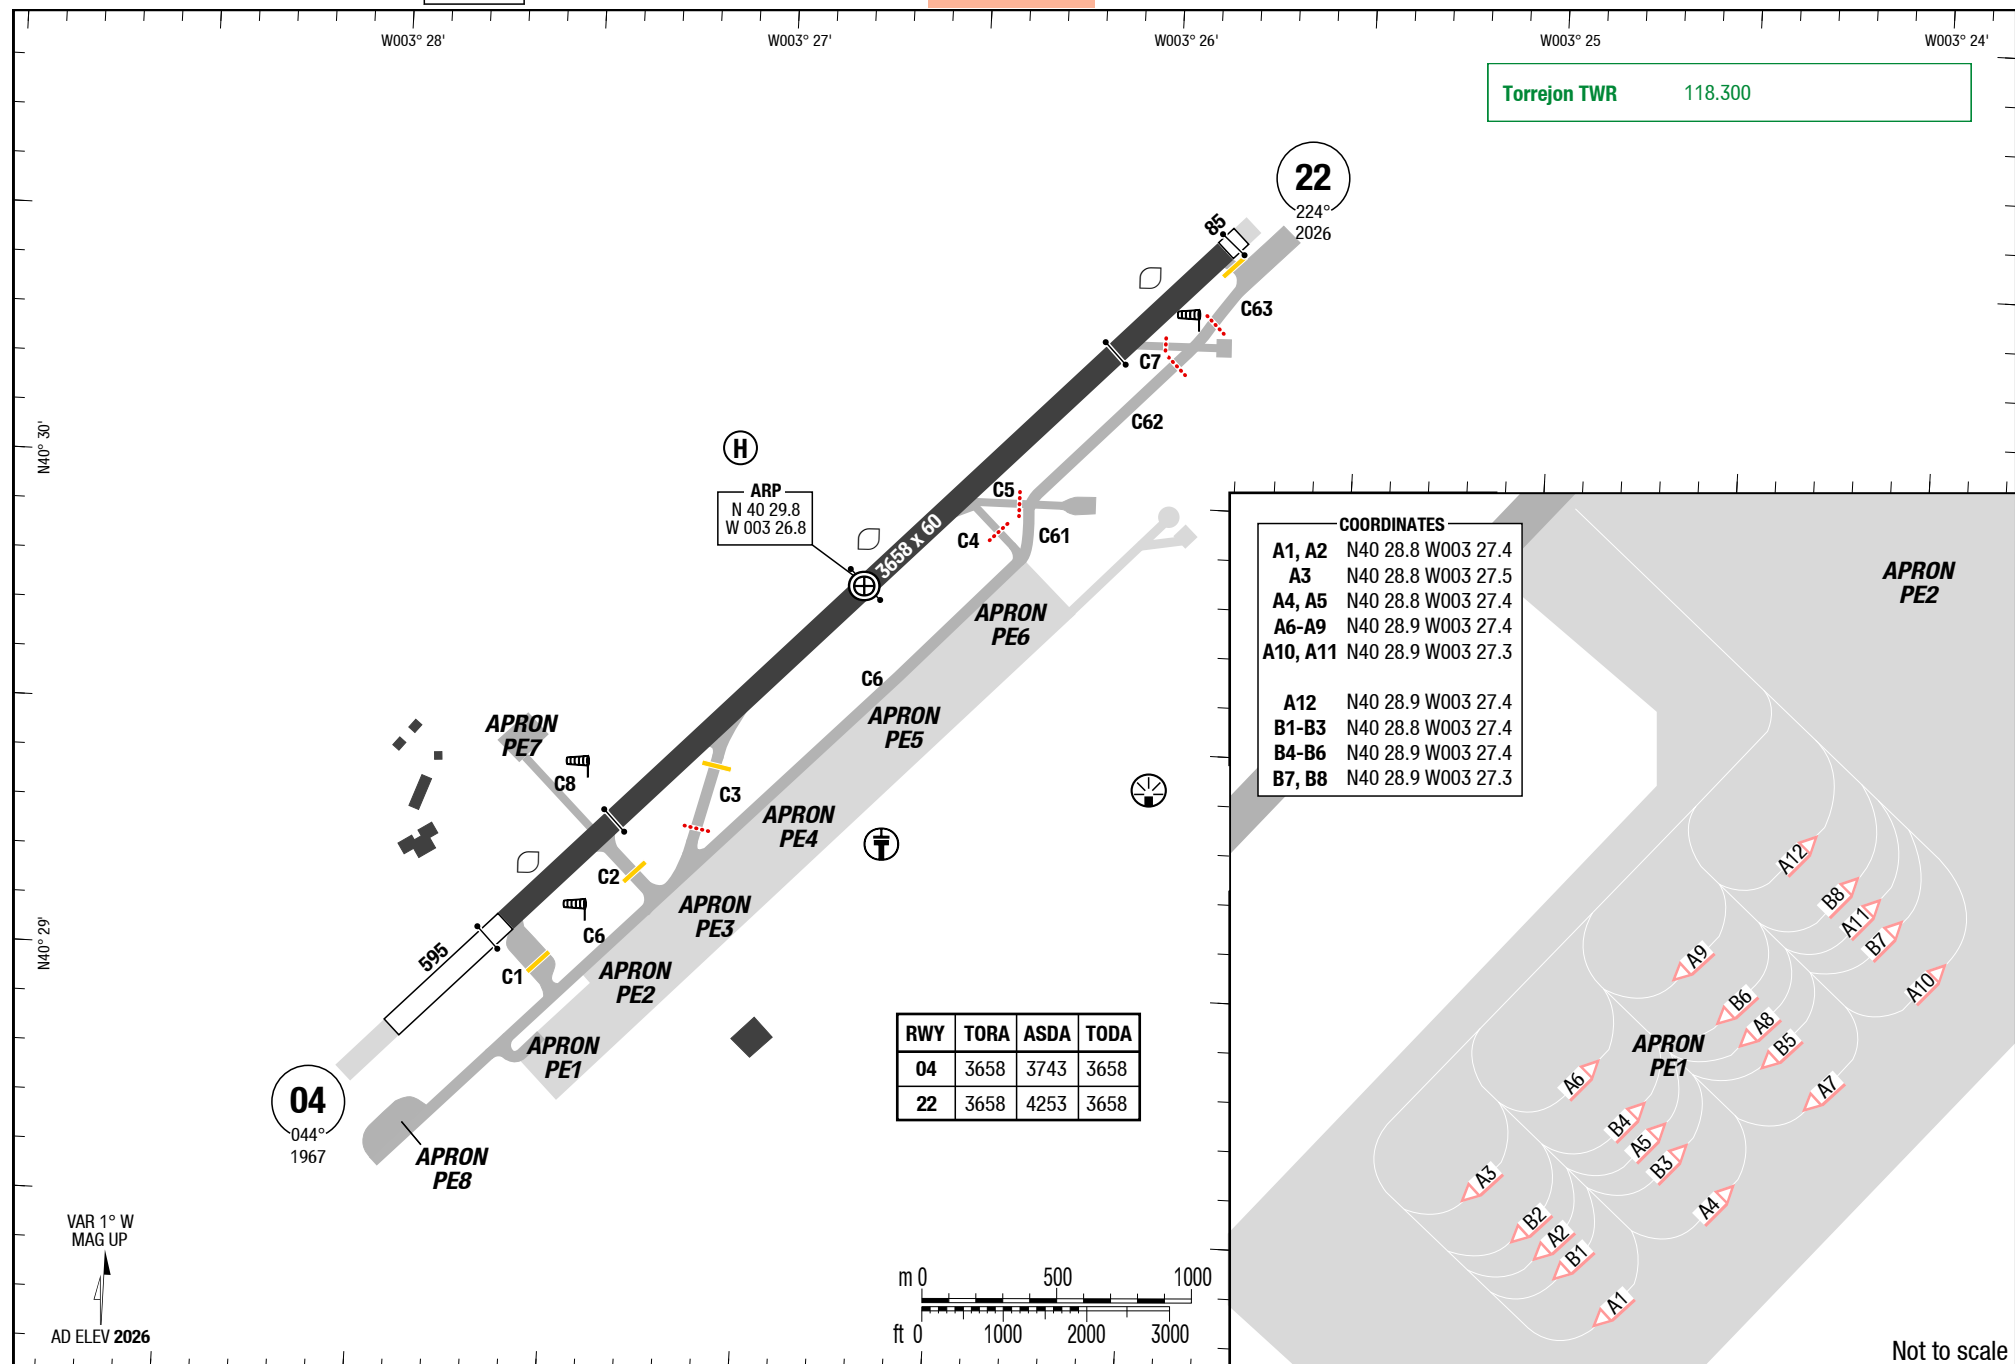 W003° 28'
W003° 27'
W003° 26'
W003° 25
W003° 24'
Torrejon TWR 118.300
22
224°
2026
85
C63
C7
C62
N40° 30'
H
ARP
N 40 29.8
W 003 26.8
3658 X 60
C5
C4
C61
APRON
PE6
C6
APRON
PE5
APRON
PE7
C8
C3
APRON
PE4
C2
APRON
PE3
C6
N40° 29'
595
C1
APRON
PE2
APRON
PE1
04
044°
1967
APRON
PE8
RWY TORA ASDA TODA
04 3658 3743 3658
22 3658 4253 3658
VAR 1° W
MAG UP
AD ELEV 2026
m 0 500 1000
ft 0 1000 2000 3000
COORDINATES
A1, A2 N40 28.8 W003 27.4
A3 N40 28.8 W003 27.5
A4, A5 N40 28.8 W003 27.4
A6-A9 N40 28.9 W003 27.4
A10, A11 N40 28.9 W003 27.3
A12 N40 28.9 W003 27.4
B1-B3 N40 28.8 W003 27.4
B4-B6 N40 28.9 W003 27.4
B7, B8 N40 28.9 W003 27.3
APRON
PE2
A12
B8
A11
B7
A10
A9
B6
A8
B5
A7
APRON
PE1
A6
B4
A5
B3
A4
A3
B2
A2
B1
A1
Not to scale